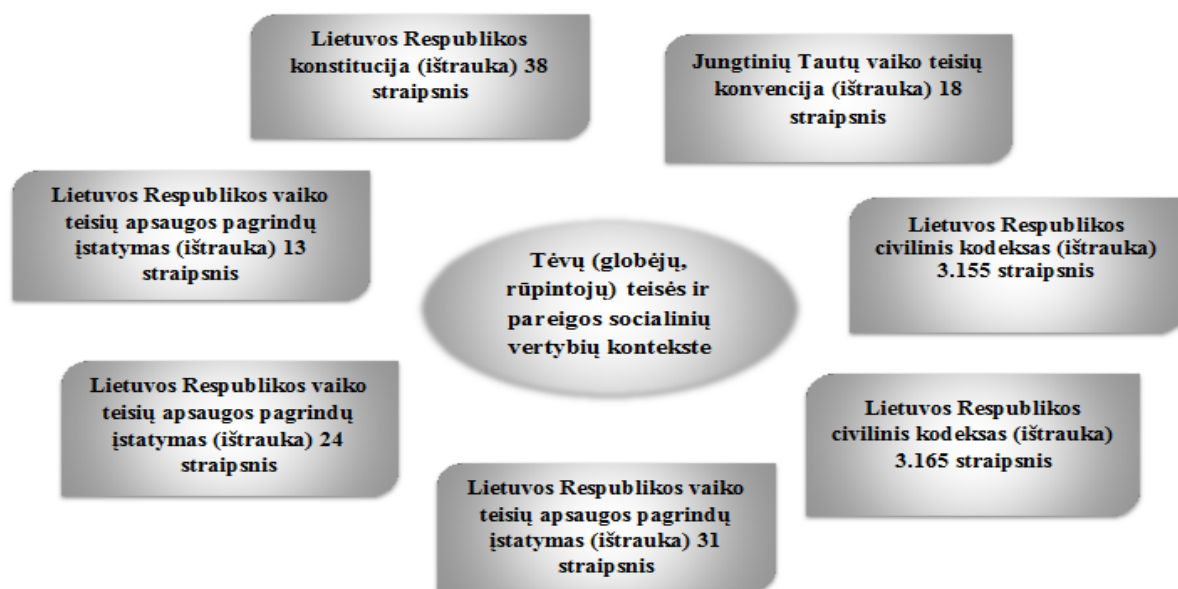 Lietuvos Respublikos
konstitucija (ištrauka) 38
straipsnis
Jungtinių Tautų vaiko teisių
konvencija (ištrauka) 18
straipsnis
Lietuvos Respublikos vaiko
teisių apsaugos pagrindų
įstatymas (ištrauka) 13
straipsnis
Lietuvos Respublikos
civilinis kodeksas (ištrauka)
3.155 straipsnis
Tėvų (globėjų,
rūpintojų) teisės ir
pareigos socialinių
vertybių kontekste
Lietuvos Respublikos vaiko
teisių apsaugos pagrindų
įstatymas (ištrauka) 24
straipsnis
Lietuvos Respublikos
civilinis kodeksas (ištrauka)
3.165 straipsnis
Lietuvos Respublikos vaiko
teisių apsaugos pagrindų
įstatymas (ištrauka) 31
straipsnis